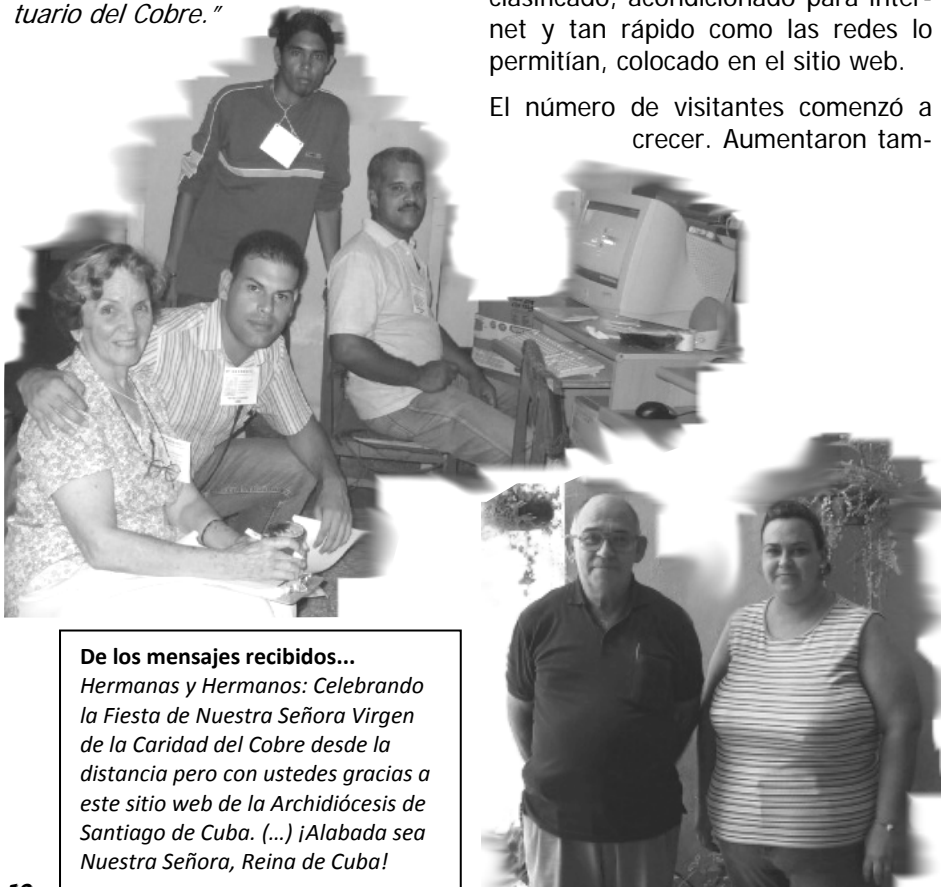 tuario del Cobre."
clasificado, acondicionado para Inter-
net y tan rápido como las redes lo
permitían, colocado en el sitio web.
El número de visitantes comenzó a
crecer. Aumentaron tam-
De los mensajes recibidos...
Hermanas y Hermanos: Celebrando
la Fiesta de Nuestra Señora Virgen
de la Caridad del Cobre desde la
distancia pero con ustedes gracias a
este sitio web de la Archidiócesis de
Santiago de Cuba. (...) ¡Alabada sea
Nuestra Señora, Reina de Cuba!